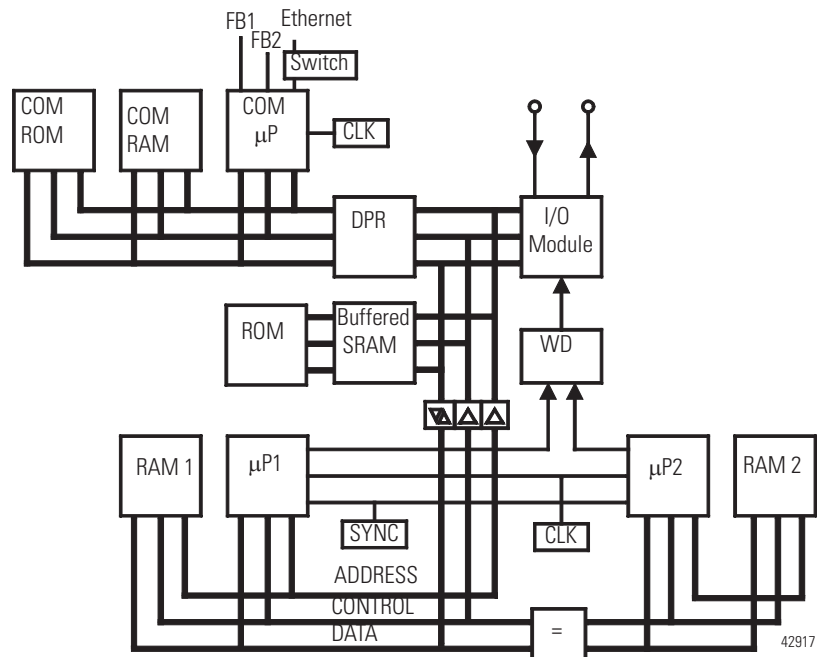 FB1
Ethernet
FB2
Switch
COM
ROM
COM
RAM
COM
µP
CLK
DPR
I/O
Module
ROM
Buffered
SRAM
WD
RAM 1
µP1
µP2
RAM 2
SYNC
CLK
ADDRESS
CONTROL
DATA
=
42917